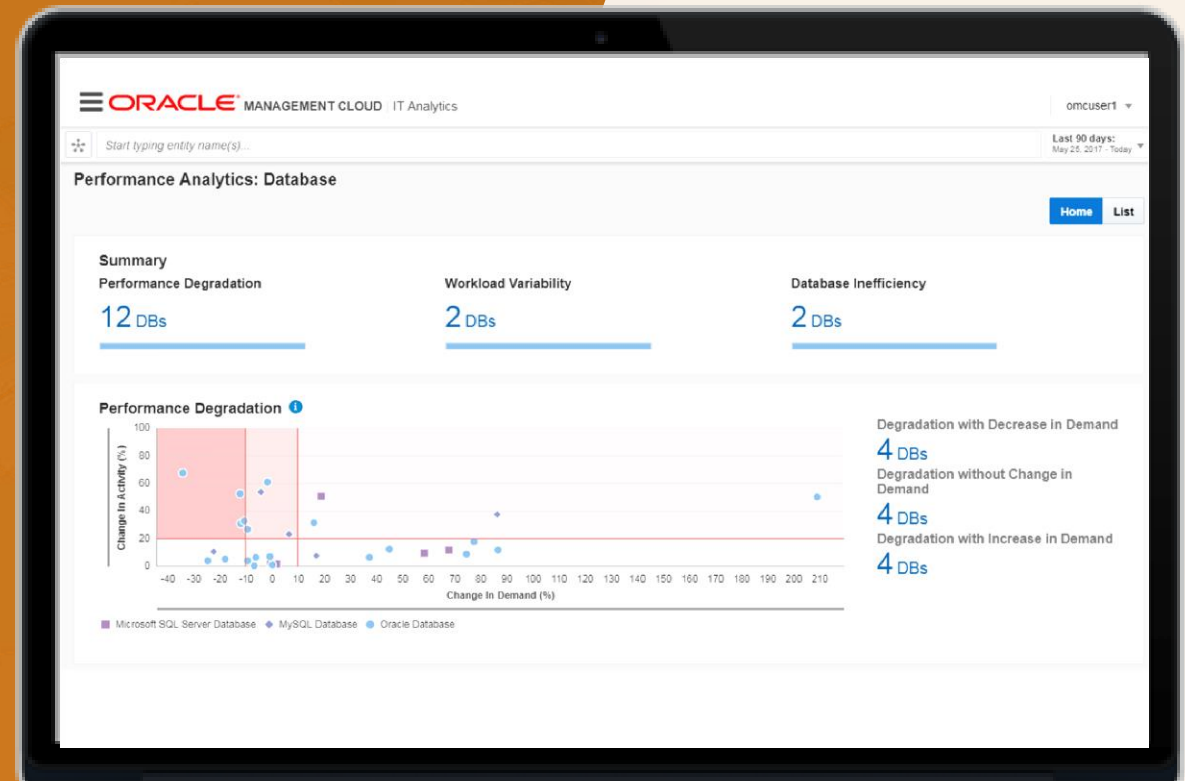 ORACLE MANAGEMENT CLOUD | IT Analytics
omcuser1
Start typing entity name(s)...
Last 90 days:
May 25, 2017 - Today
Performance Analytics: Database
Home List
Summary
Performance Degradation
12 DBs
Workload Variability
2 DBs
Database Inefficiency
2 DBs
Performance Degradation
Change In Activity (%)
100
80
60
40
20
0
-40 -30 -20 -10 0 10 20 30 40 50 60 70 80 90 100 110 120 130 140 150 160 170 180 190 200 210
Change In Demand (%)
Microsoft SQL Server Database MySQL Database Oracle Database
Degradation with Decrease in Demand
4 DBs
Degradation without Change in
Demand
4 DBs
Degradation with Increase in Demand
4 DBs